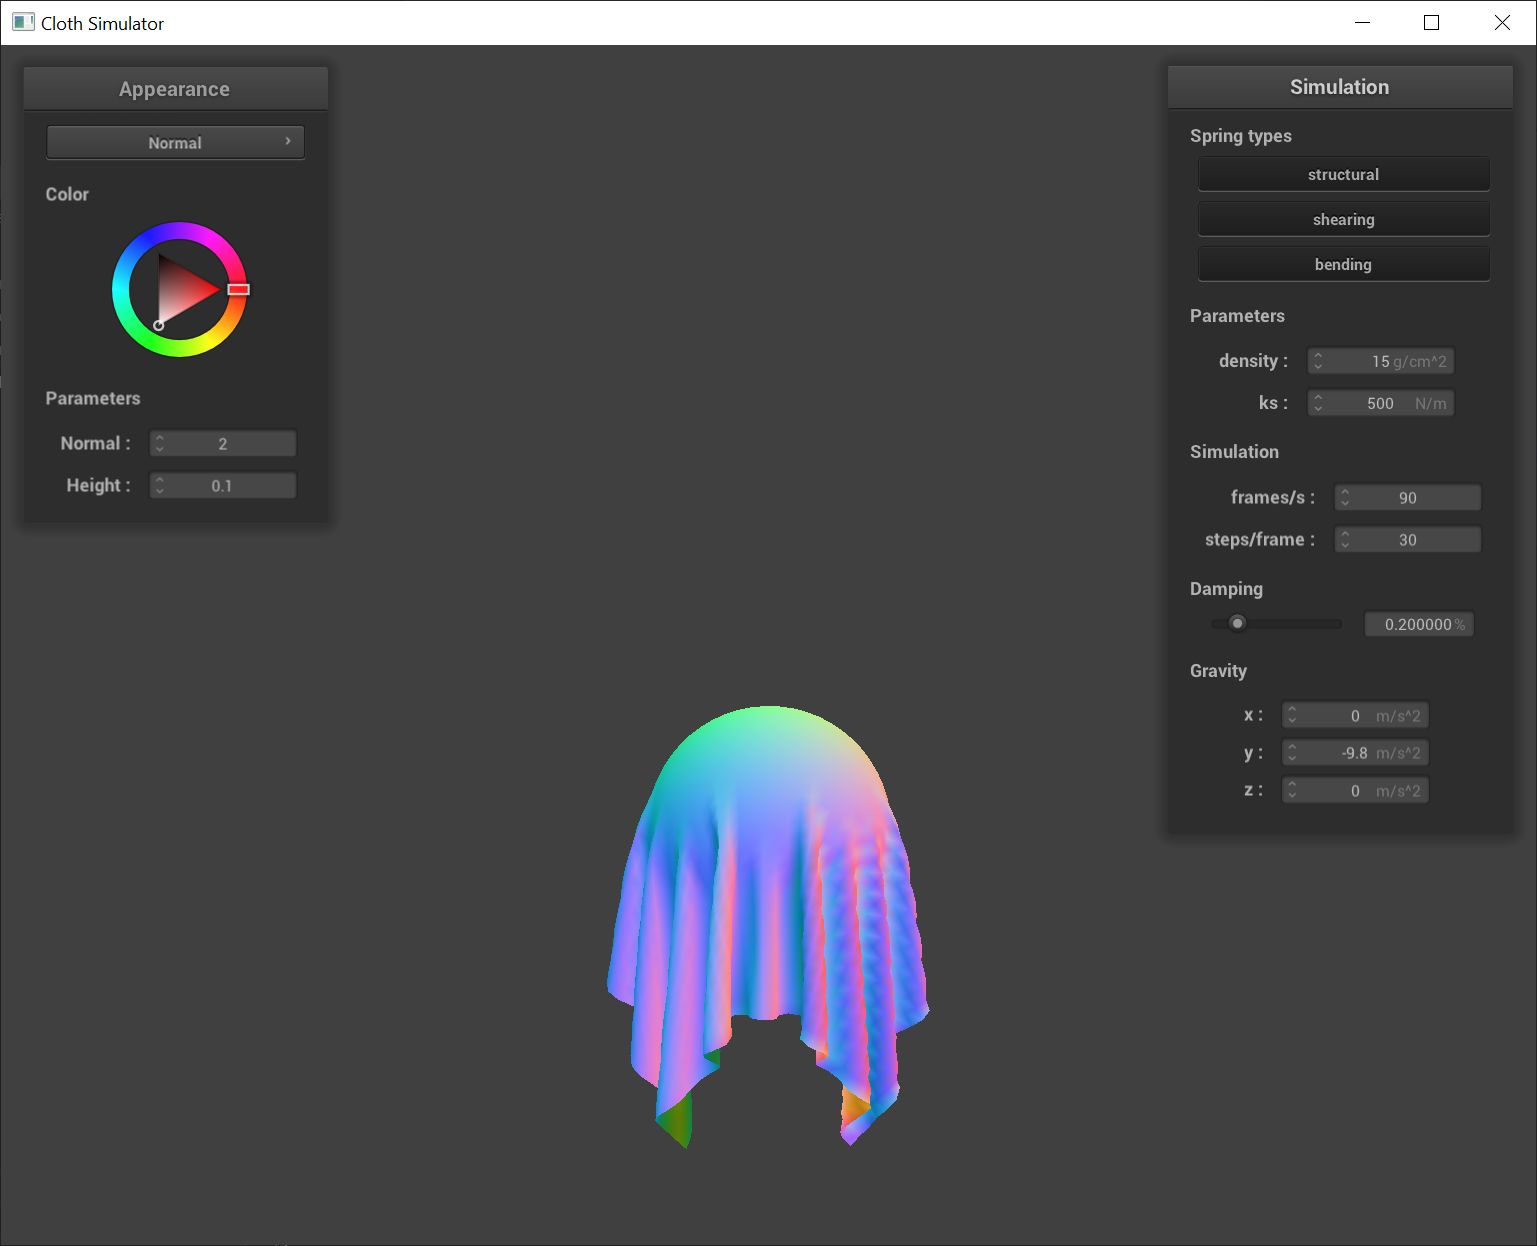 Cloth Simulator
Appearance
Normal
Color
Parameters
Normal : 2
Height : 0.1
Simulation
Spring types
structural
shearing
bending
Parameters
density : 15 g/cm^2
ks : 500 N/m
Simulation
frames/s : 90
steps/frame : 30
Damping
0.200000 %
Gravity
x : 0 m/s^2
y : -9.8 m/s^2
z : 0 m/s^2